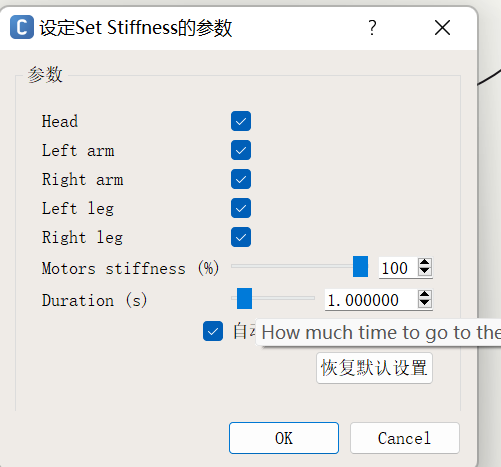 C 设定Set Stiffness的参数 ?
参数
Head
Left arm
Right arm
Left leg
Right leg
Motors stiffness (%) 100
Duration (s) 1.000000
How much time to go to the
恢复默认设置
OK Cancel